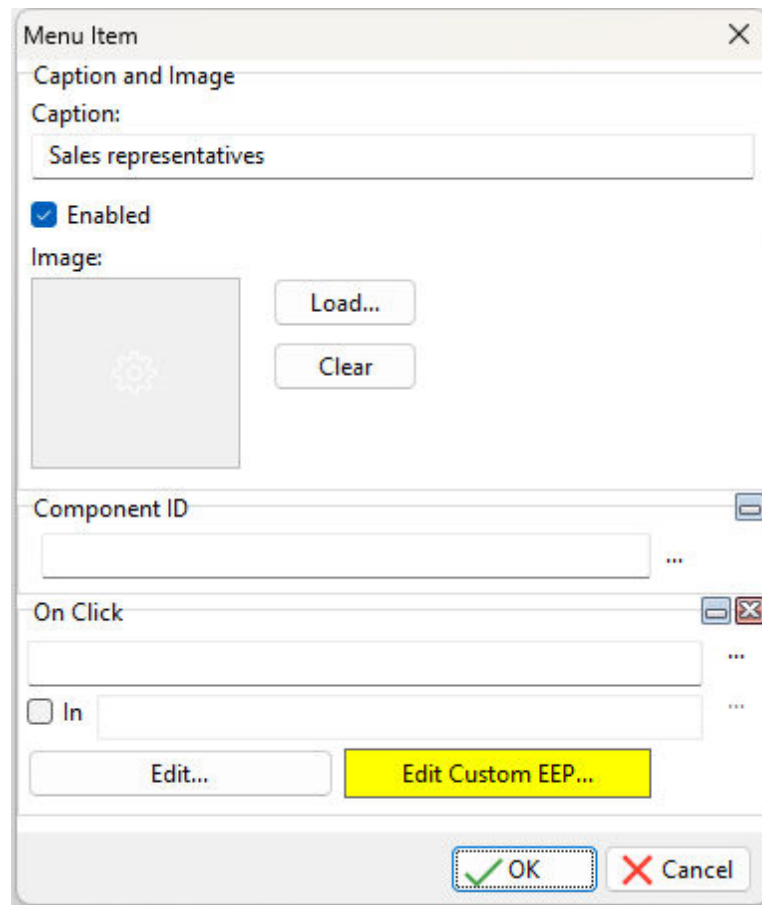 Menu Item
Caption and Image
Caption:
Sales representatives
Enabled
Image:
Load...
Clear
Component ID
...
On Click
...
In
...
Edit...
Edit Custom EEP...
OK
Cancel